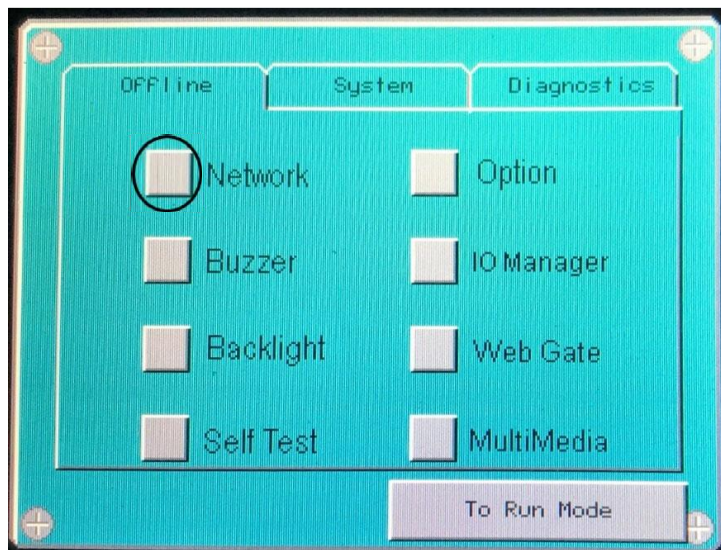 Offline System Diagnostics
Network Option
Buzzer IO Manager
Backlight Web Gate
Self Test MultiMedia
To Run Mode